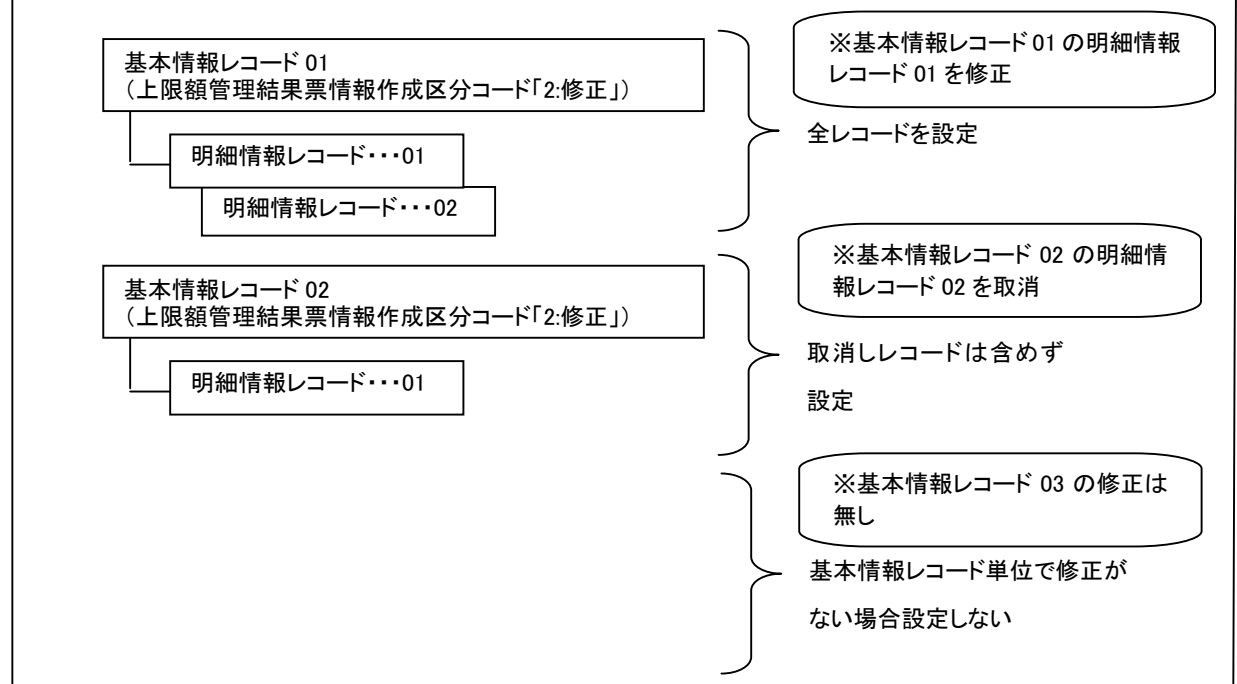 基本情報レコード 01
(上限額管理結果票情報作成区分コード「2:修正」)
明細情報レコード・・・01
明細情報レコード・・・02
※基本情報レコード 01 の明細情報
レコード 01 を修正
全レコードを設定
基本情報レコード 02
(上限額管理結果票情報作成区分コード「2:修正」)
明細情報レコード・・・01
※基本情報レコード 02 の明細情
報レコード 02 を取消
取消しレコードは含めず
設定
※基本情報レコード 03 の修正は
無し
基本情報レコード単位で修正が
ない場合設定しない